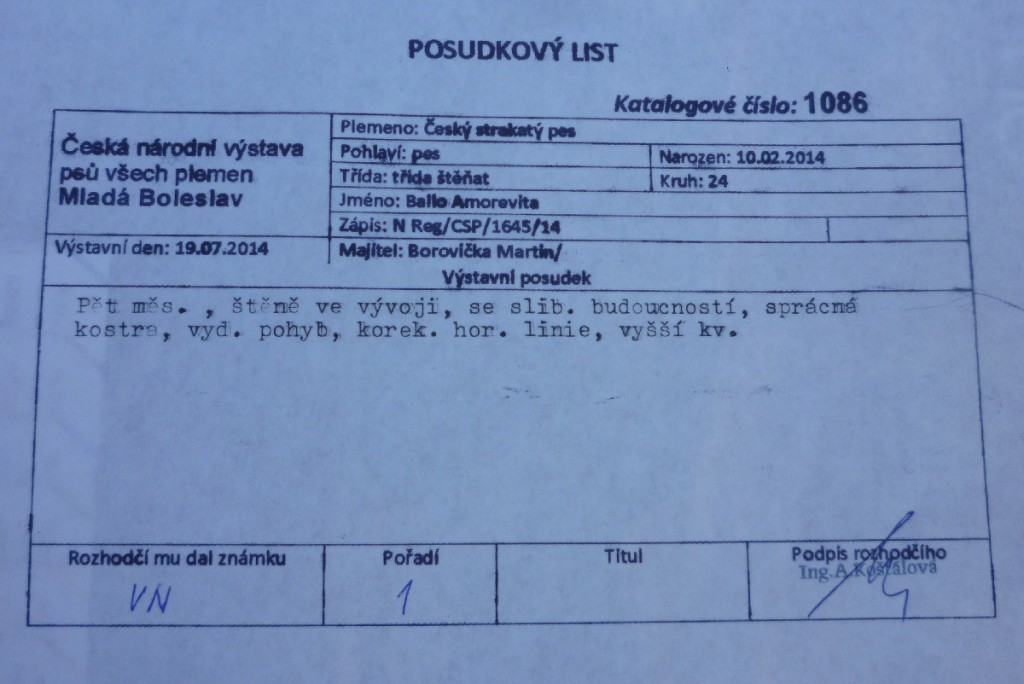 POSUDKOVÝ LIST
Katalogové číslo: 1086
Česká národní výstava
psů všech plemen
Mladá Boleslav
Výstavní den: 19.07.2014
Plemeno: Český strakatý pes
Pohlaví: pes
Narozen: 10.02.2014
Třída: třída štěňat
Kruh: 24
Jméno: Ballo Amorevita
Zápis: N Reg/CSP/1645/14
Majitel: Borovička Martin/
Výstavní posudek
Pět měs. , štěně ve vývoji, se slib. budoucností, sprácná
kostra, vyd. pohyb, korek. hor. linie, vyšší kv.
Rozhodčí mu dal známku
VN
Pořadí
1
Titul
Podpis rozhodčího
Ing.A.Košťálová